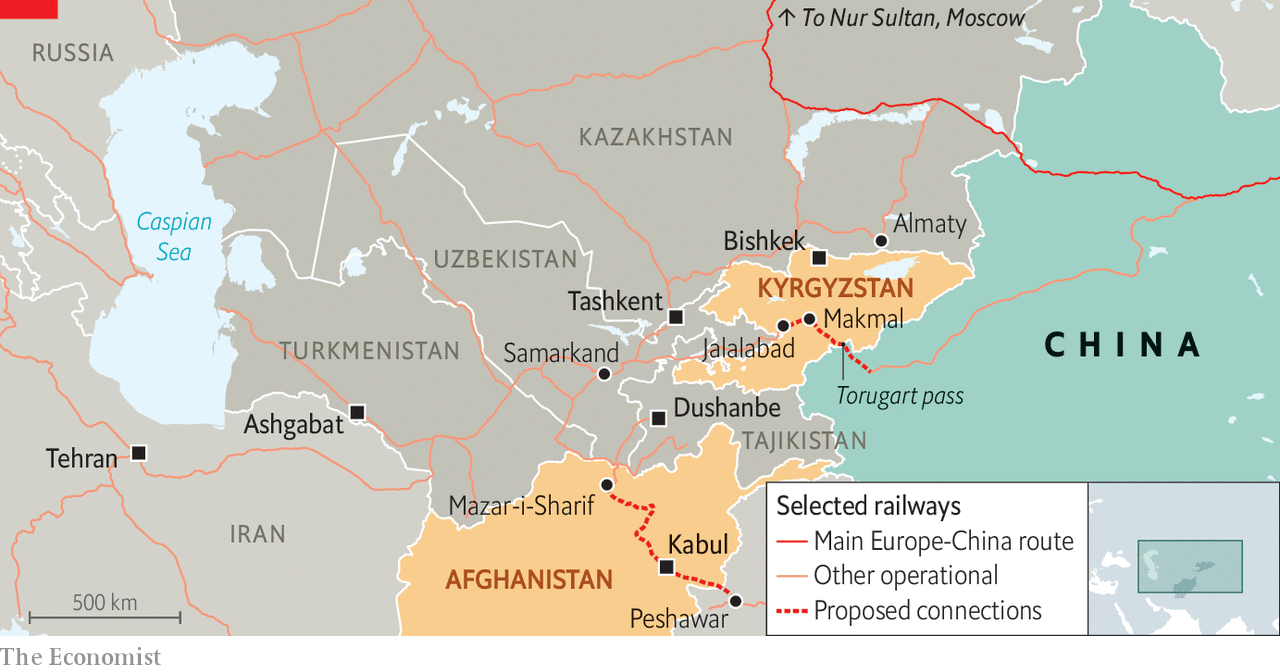 ↑ To Nur Sultan, Moscow
RUSSIA
KAZAKHSTAN
Caspian
Sea
Almaty
Bishkek
UZBEKISTAN
KYRGYZSTAN
Tashkent
Makmal
TURKMENISTAN
Samarkand
Jalalabad
CHINA
Torugart pass
Ashgabat
Dushanbe
TAJIKISTAN
Tehran
Mazar-i-Sharif
IRAN
Kabul
AFGHANISTAN
Peshawar
500 km
Selected railways
Main Europe-China route
Other operational
Proposed connections
The Economist